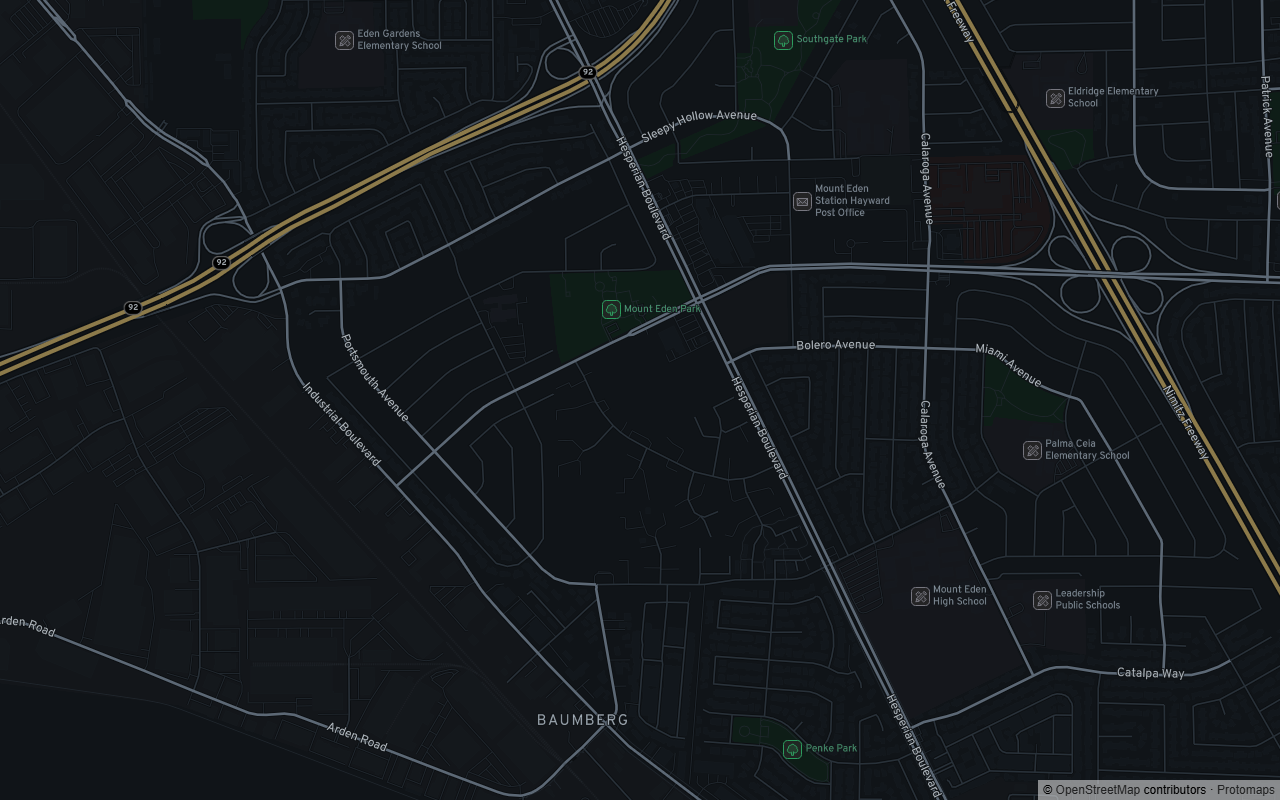 Eden Gardens
Elementary School
Southgate Park
Freeway
92
Eldridge Elementary
School
Patrick Avenue
Sleepy Hollow Avenue
Hesperian Boulevard
Calaroga Avenue
Mount Eden
Station Hayward
Post Office
92
92
Mount Eden Park
Portsmouth Avenue
Bolero Avenue
Miami Avenue
Industrial Boulevard
Hesperian Boulevard
Calaroga Avenue
Nimitz Freeway
Palma Ceia
Elementary School
Mount Eden
High School
Leadership
Public Schools
Arden Road
Catalpa Way
BAUMBERG
Arden Road
Hesperian Boulevard
Penke Park
© OpenStreetMap contributors · Protomaps